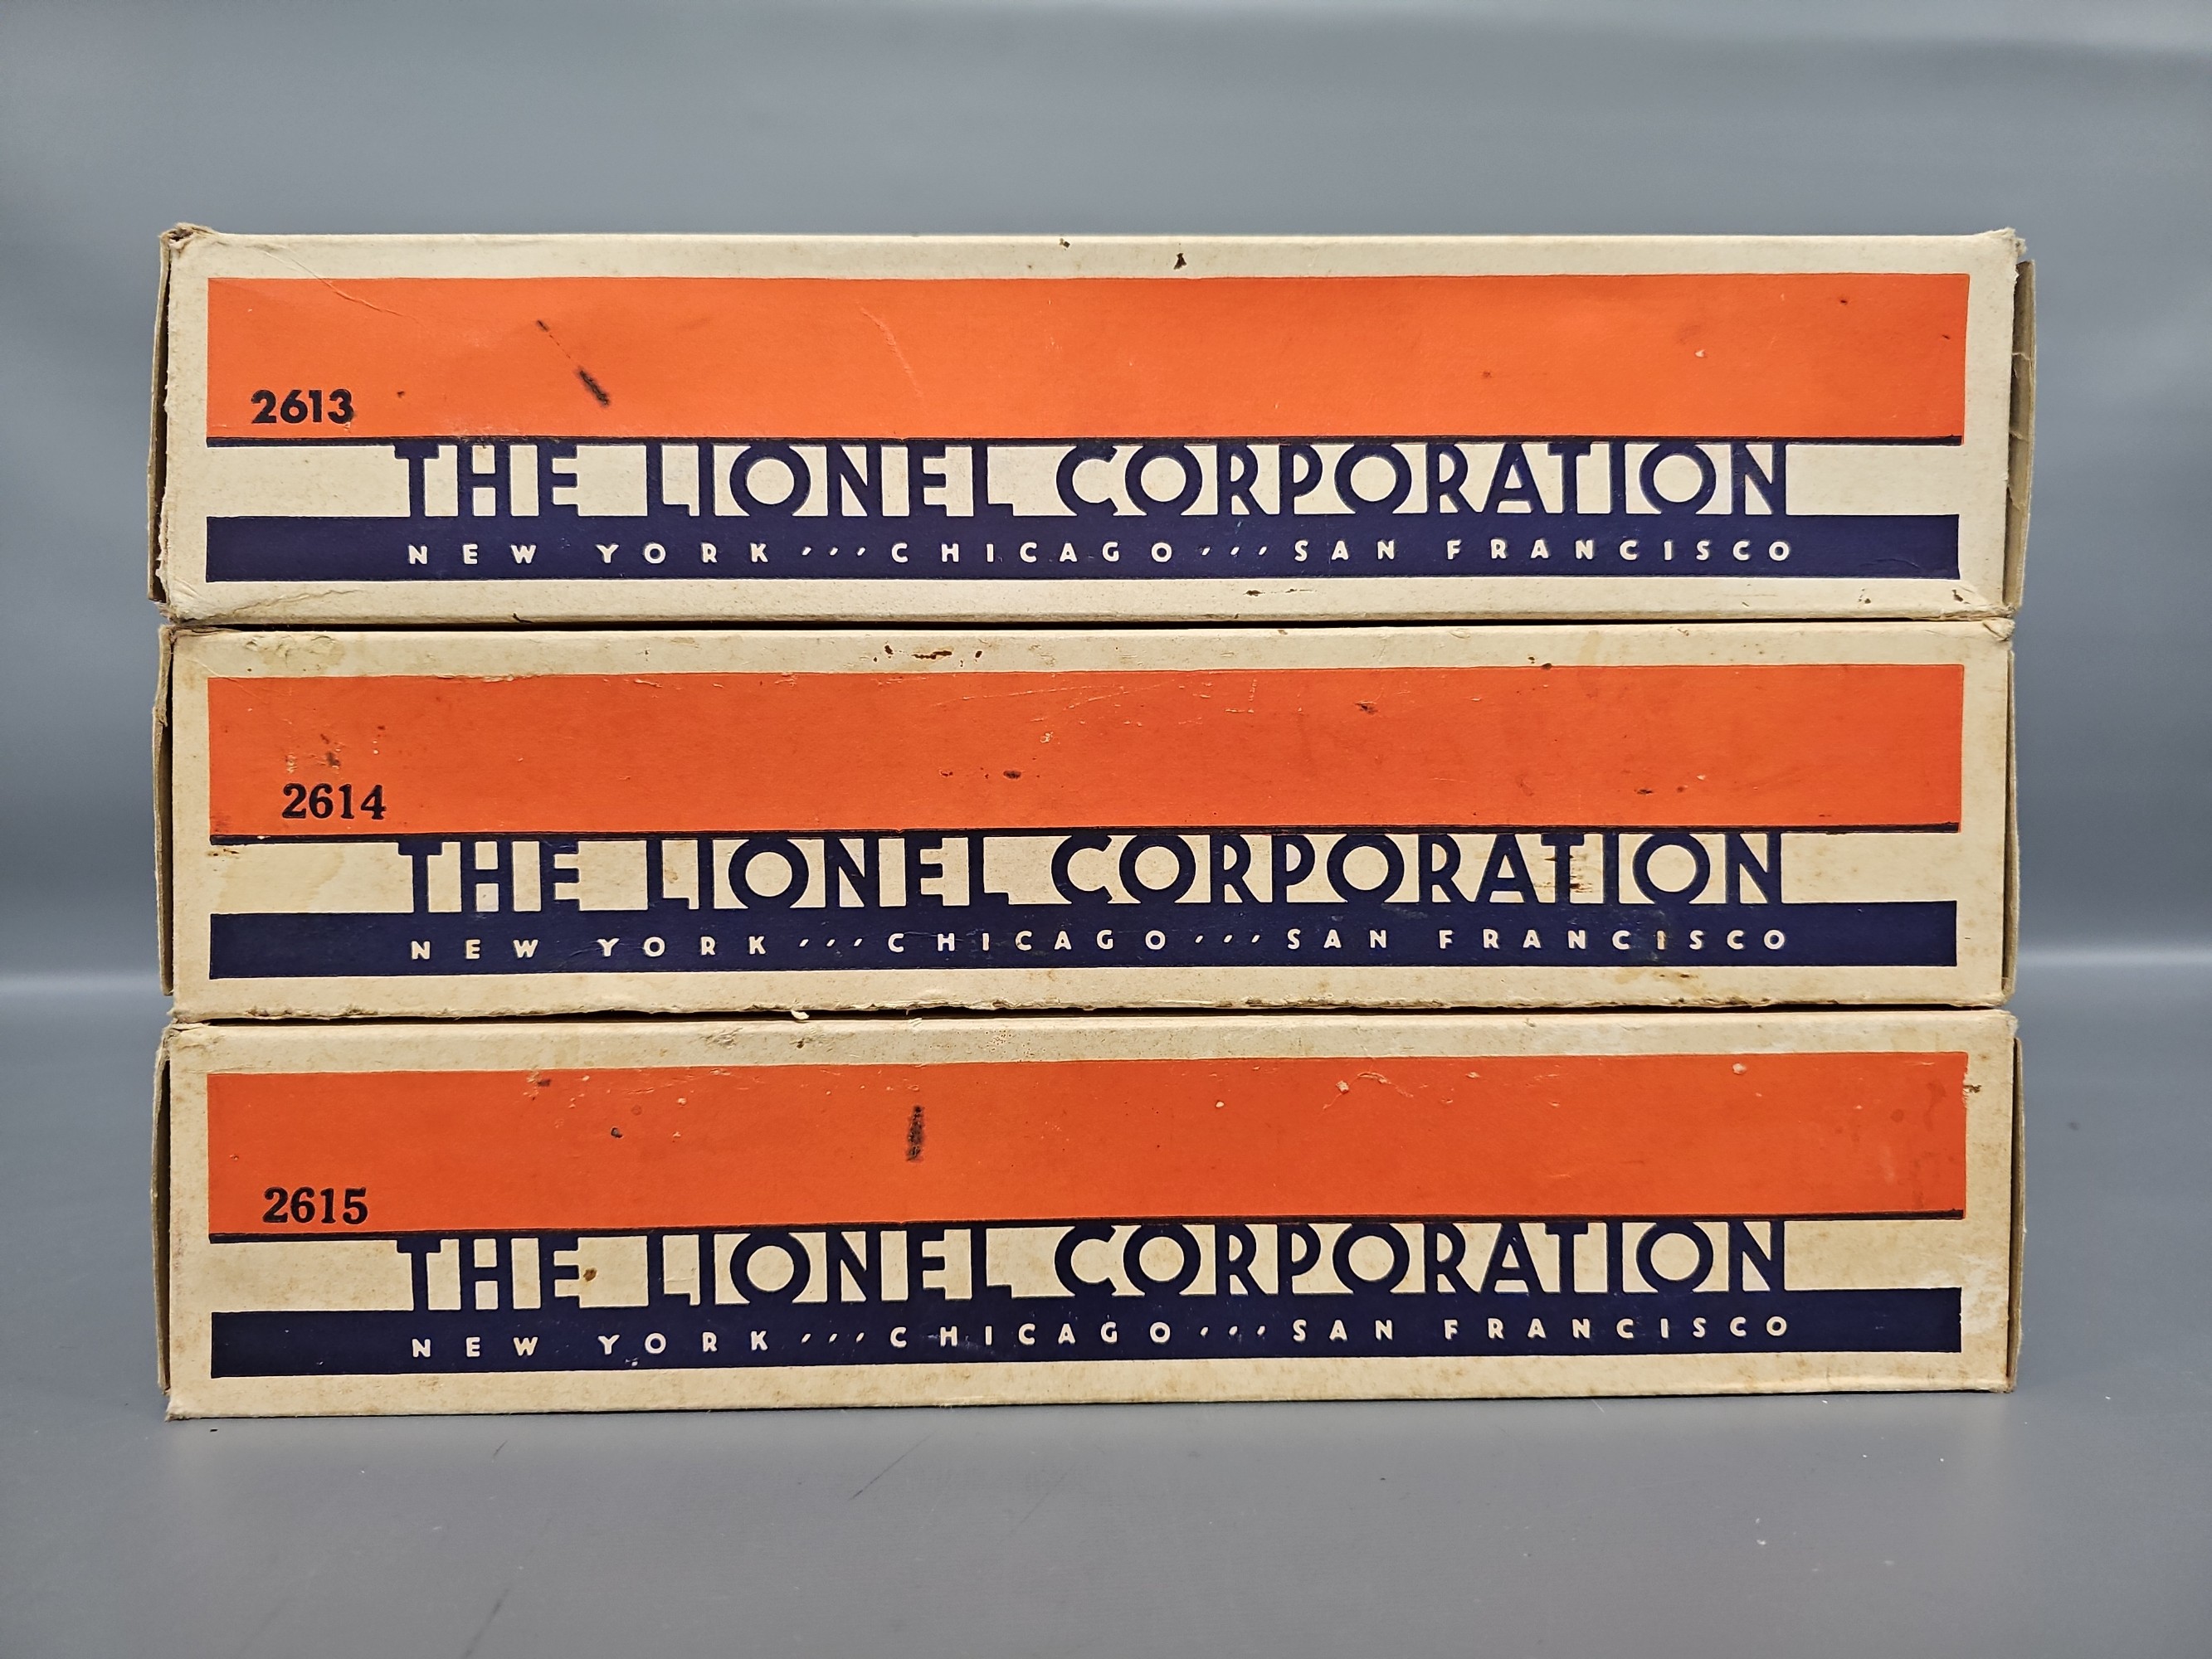 2613
THE LIONEL CORPORATION
NEW YORK ··· CHICAGO ··· SAN FRANCISCO
2614
THE LIONEL CORPORATION
NEW YORK ··· CHICAGO ··· SAN FRANCISCO
2615
THE LIONEL CORPORATION
NEW YORK ··· CHICAGO ··· SAN FRANCISCO